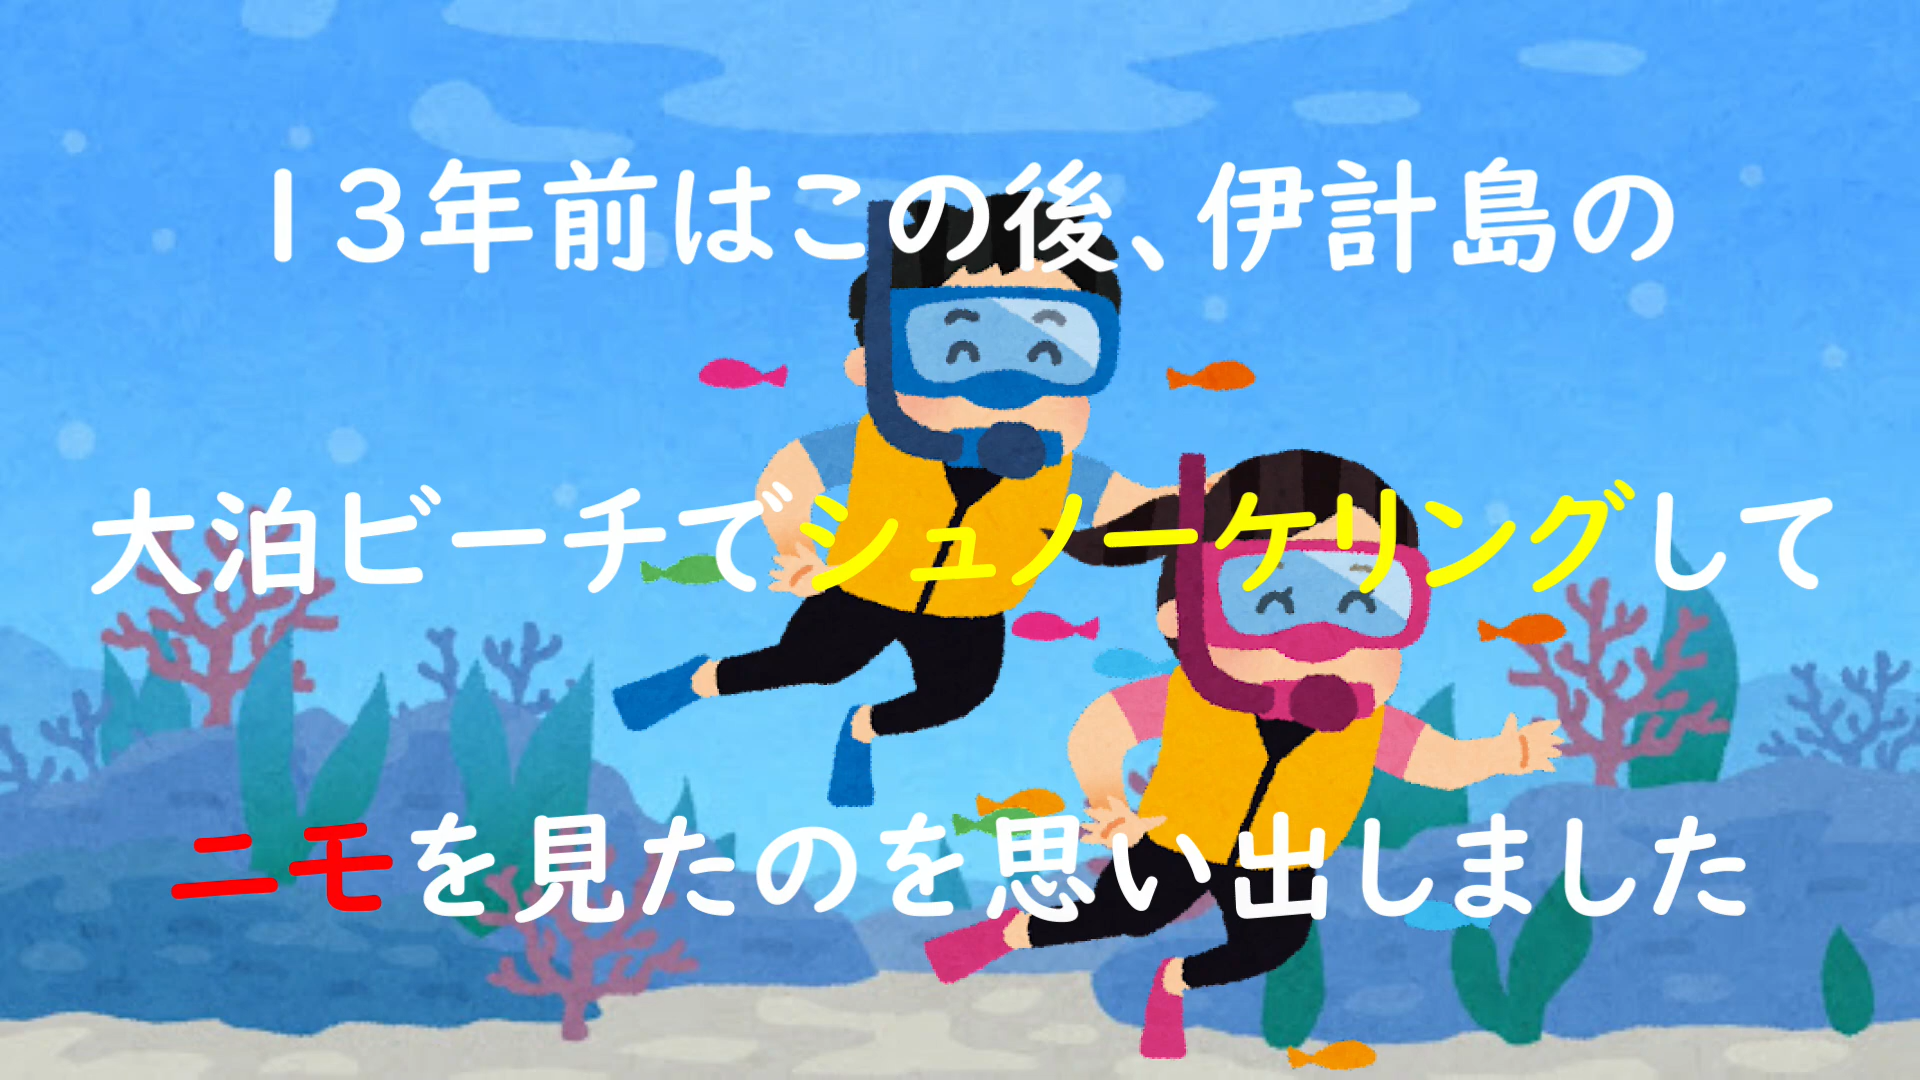 13年前はこの後、伊計島の
大泊ビーチでシュノーケリングして
ニモを見たのを思い出しました